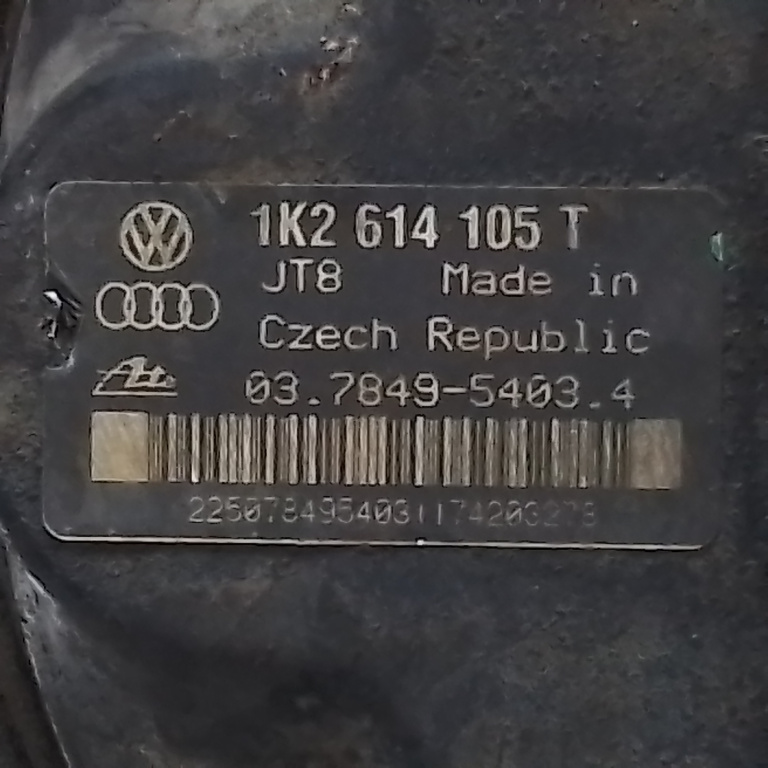 1K2 614 105 T
JT8 Made in
Czech Republic
Ate 03.7849-5403.4